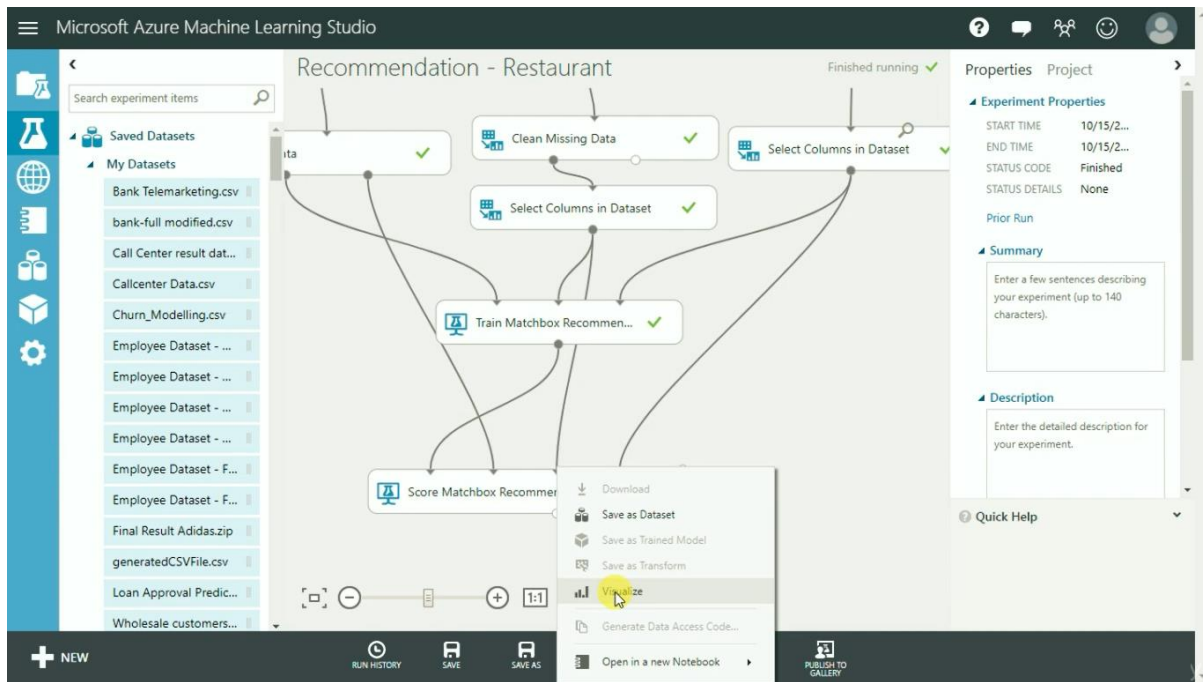 Microsoft Azure Machine Learning Studio
Search experiment items
Saved Datasets
My Datasets
Bank Telemarketing.csv
bank-full modified.csv
Call Center result dat...
Callcenter Data.csv
Churn_Modelling.csv
Employee Dataset - ...
Employee Dataset - ...
Employee Dataset - ...
Employee Dataset - ...
Employee Dataset - F...
Employee Dataset - F...
Final Result Adidas.zip
generatedCSVFile.csv
Loan Approval Predic...
Wholesale customers...
Recommendation - Restaurant
Finished running
ata
Clean Missing Data
Select Columns in Dataset
Select Columns in Dataset
Train Matchbox Recommen...
Score Matchbox Recommen
Download
Save as Dataset
Save as Trained Model
Save as Transform
Visualize
Generate Data Access Code...
Open in a new Notebook
1:1
Properties Project
Experiment Properties
START TIME 10/15/2...
END TIME 10/15/2...
STATUS CODE Finished
STATUS DETAILS None
Prior Run
Summary
Enter a few sentences describing
your experiment (up to 140
characters).
Description
Enter the detailed description for
your experiment.
Quick Help
NEW
RUN HISTORY
SAVE
SAVE AS
PUBLISH TO
GALLERY